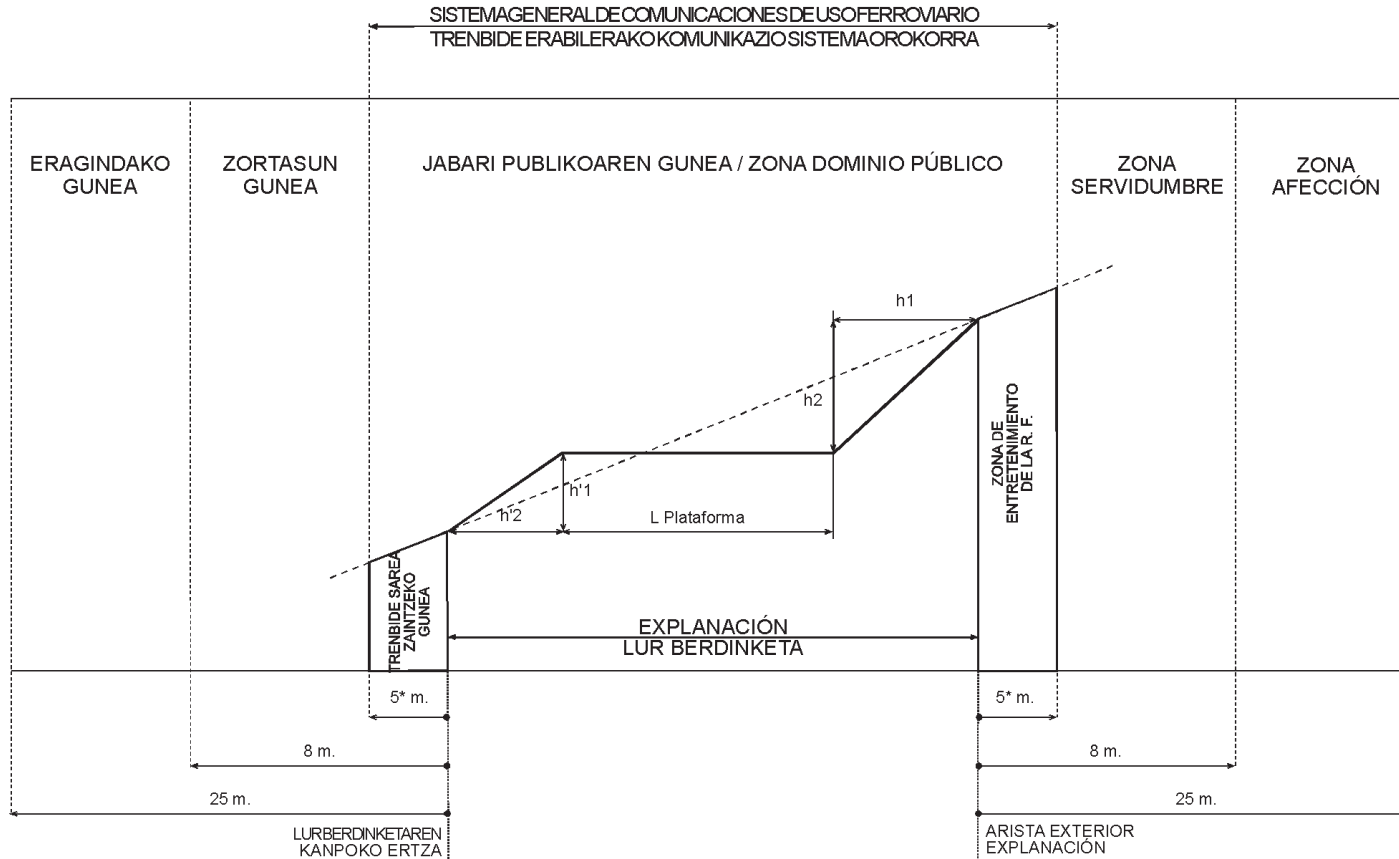 SISTEMA GENERAL DE COMUNICACIONES DE USO FERROVIARIO
TRENBIDE ERABILERAKO KOMUNIKAZIO SISTEMA OROKORRA
ERAGINDAKO
GUNEA
ZORTASUN
GUNEA
JABARI PUBLIKOAREN GUNEA / ZONA DOMINIO PÚBLICO
ZONA
SERVIDUMBRE
ZONA
AFECCIÓN
h1
h2
h'1
h'2
L Plataforma
ZONA DE
ENTRETENIMIENTO
DE LA R. F.
TRENBIDE SAREA
ZAINTZEKO
GUNEA
EXPLANACIÓN
LUR BERDINKETA
5* m.
5* m.
8 m.
8 m.
25 m.
25 m.
LURBERDINKETAREN
KANPOKO ERTZA
ARISTA EXTERIOR
EXPLANACIÓN